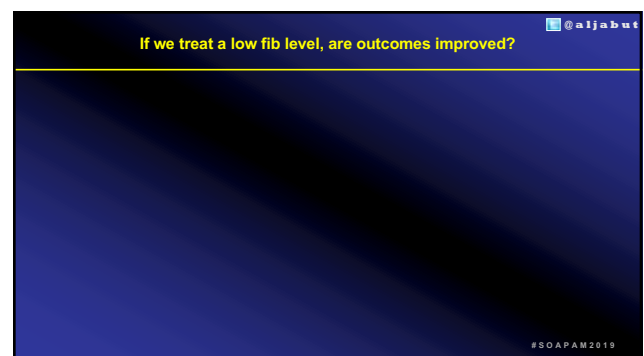 @aljabut
If we treat a low fib level, are outcomes improved?
#SOAPAM2019